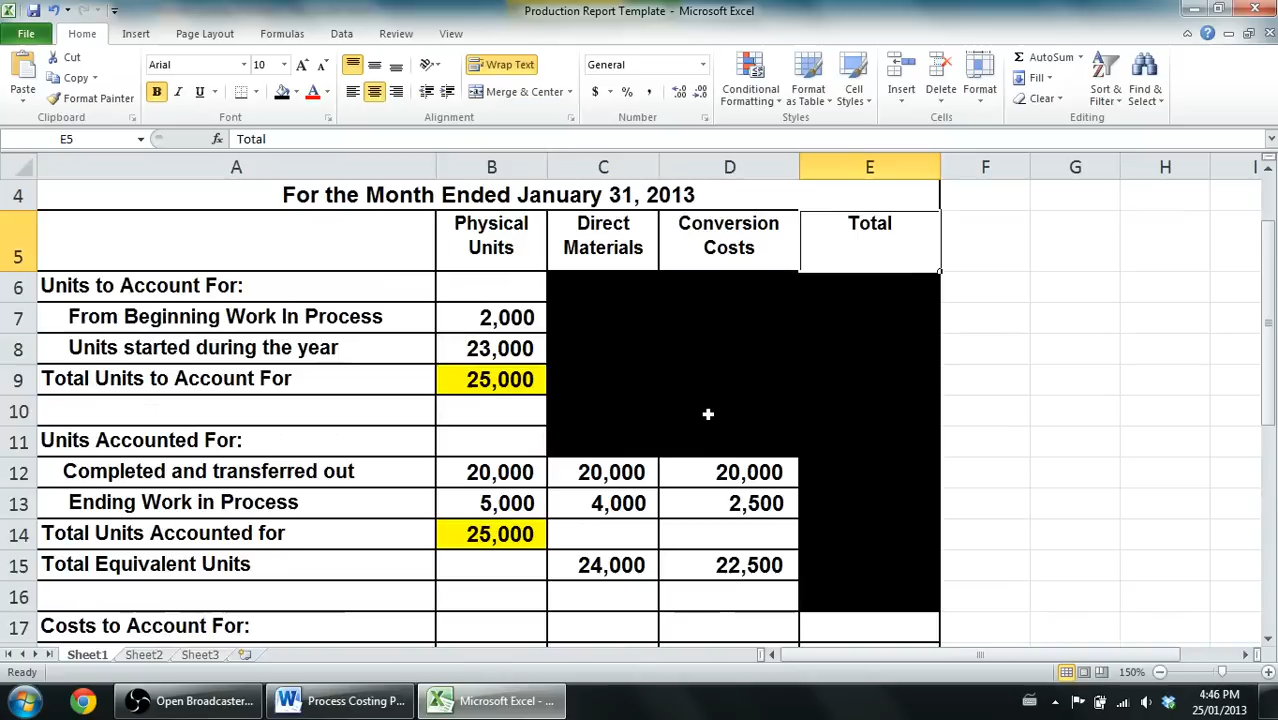 Production Report Template - Microsoft Excel
File Home Insert Page Layout Formulas Data Review View
Paste
Cut
Copy
Format Painter
Clipboard
Arial 10
B I U
Font
Wrap Text
Merge & Center
Alignment
General
$ % ,
Number
Conditional Formatting
Format as Table
Cell Styles
Styles
Insert Delete Format
Cells
Σ AutoSum
Fill
Clear
Sort & Filter
Find & Select
Editing
E5 fx Total
A B C D E F G H I
4 For the Month Ended January 31, 2013
5 Physical Units Direct Materials Conversion Costs Total
6 Units to Account For:
7 From Beginning Work In Process 2,000
8 Units started during the year 23,000
9 Total Units to Account For 25,000
10
11 Units Accounted For:
12 Completed and transferred out 20,000 20,000 20,000
13 Ending Work in Process 5,000 4,000 2,500
14 Total Units Accounted for 25,000
15 Total Equivalent Units 24,000 22,500
16
17 Costs to Account For:
Sheet1 Sheet2 Sheet3
Ready 150%
Open Broadcaster... Process Costing P... Microsoft Excel - ...
4:46 PM
25/01/2013